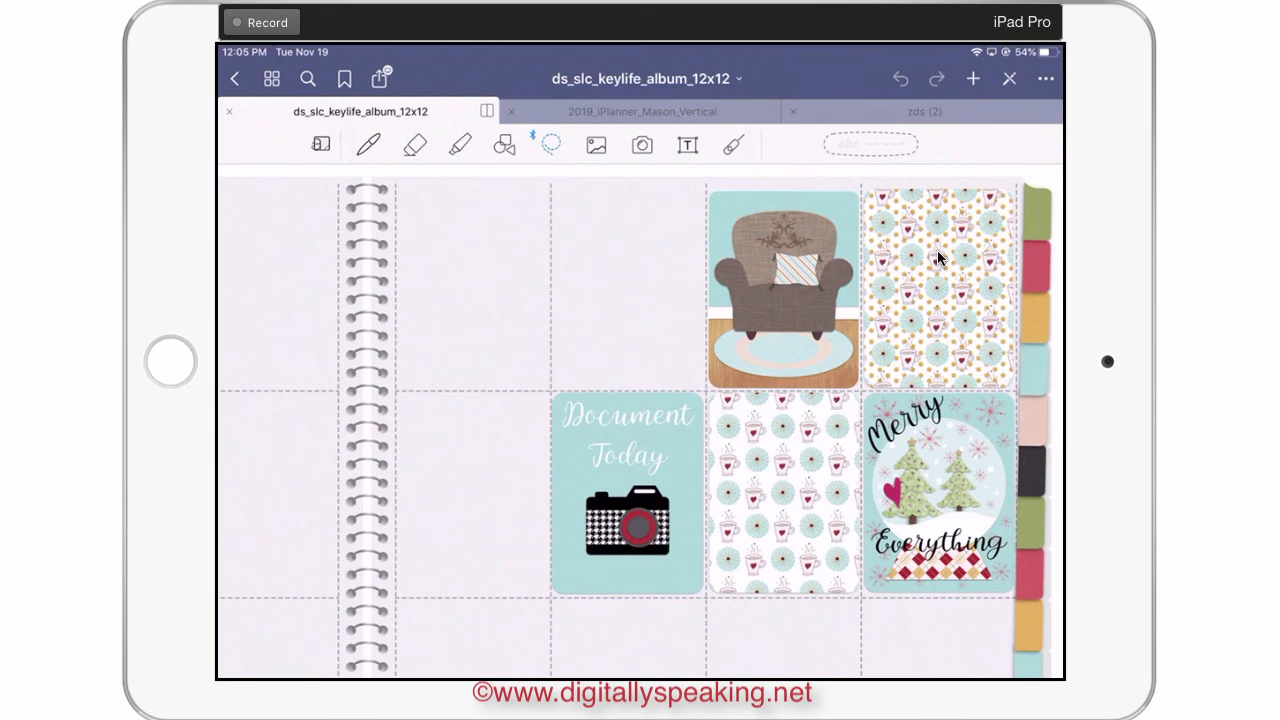 Record
iPad Pro
12:05 PM Tue Nov 19
54%
ds_slc_keylife_album_12x12
ds_slc_keylife_album_12x12
2019_iPlanner_Mason_Vertical
zds (2)
T
abc
Document
Today
Merry
Everything
©www.digitallyspeaking.net